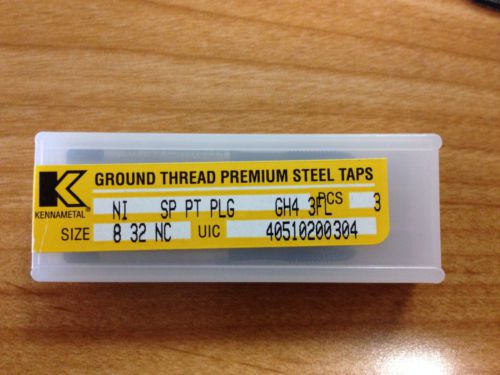 GROUND THREAD PREMIUM STEEL TAPS
K
KENNAMETAL®
NI SP PT PLG GH4 3FL PCS 3
SIZE 8 32 NC UIC 40510200304